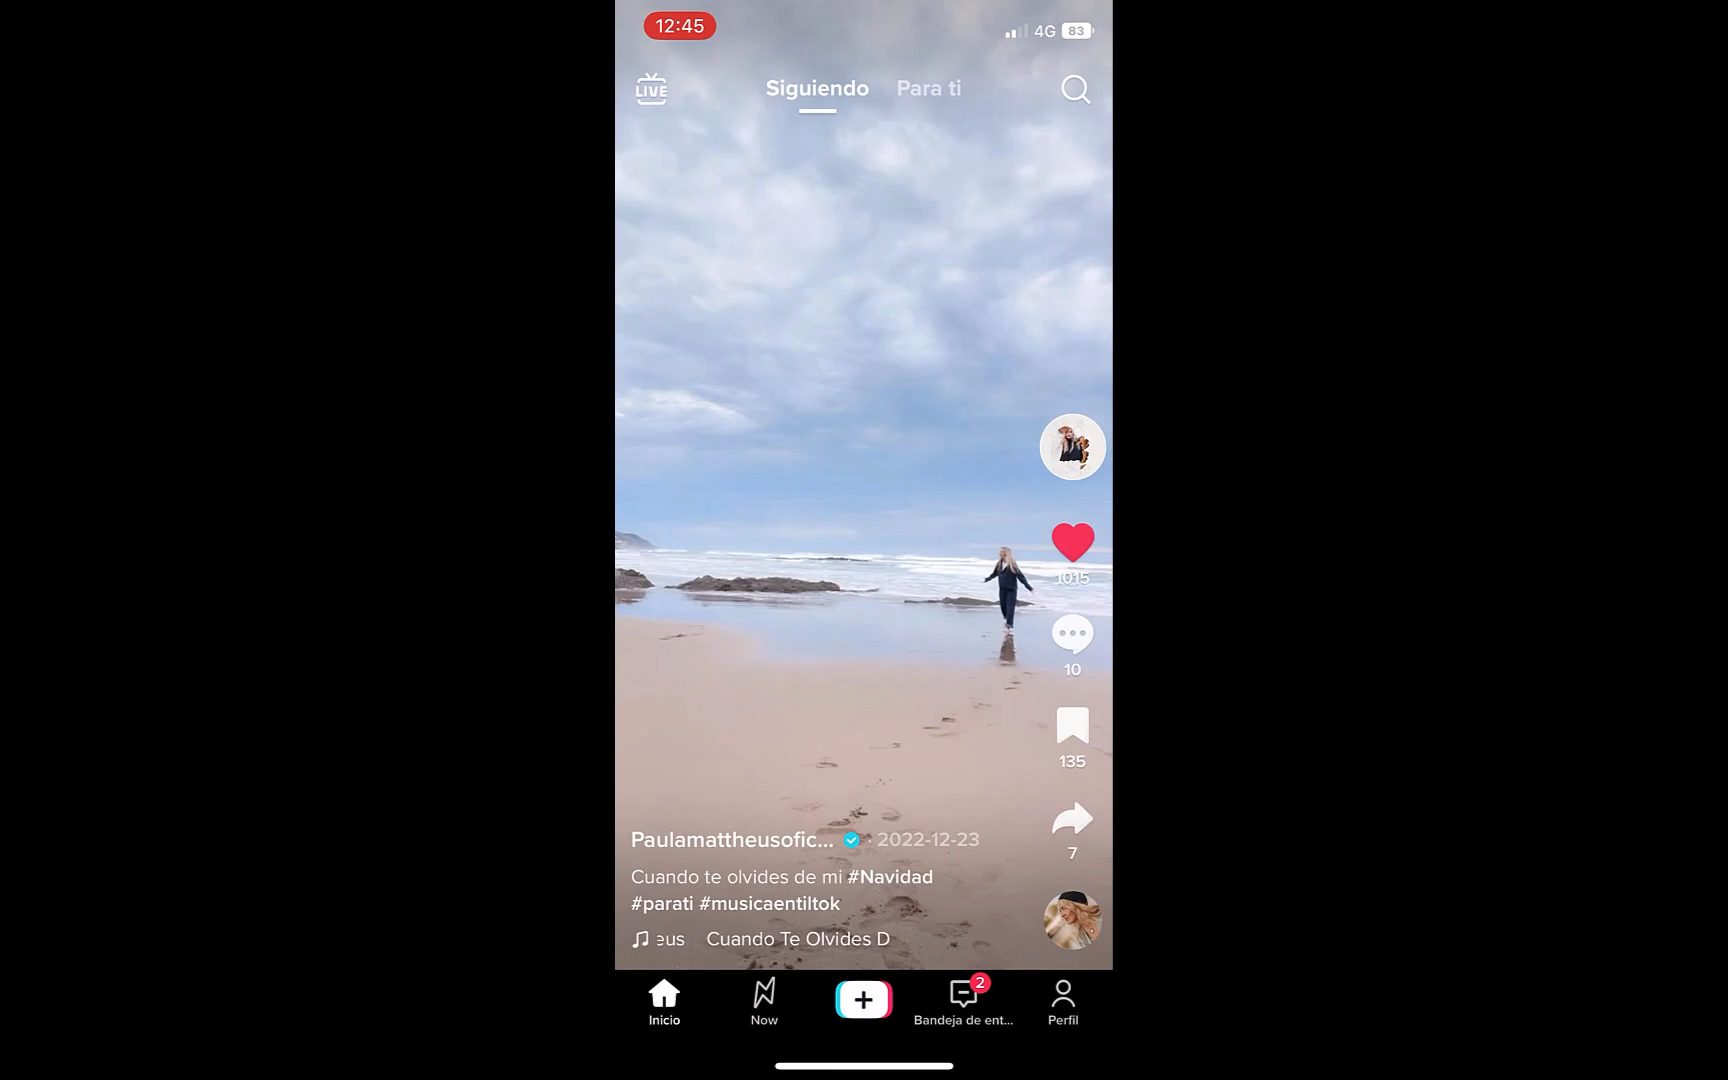 12:45
4G 83
LIVE
Siguiendo Para ti
1015
10
135
7
Paulamattheusofic... · 2022-12-23
Cuando te olvides de mi #Navidad
#parati #musicaentiltok
eus Cuando Te Olvides D
2
Inicio Now Bandeja de ent... Perfil